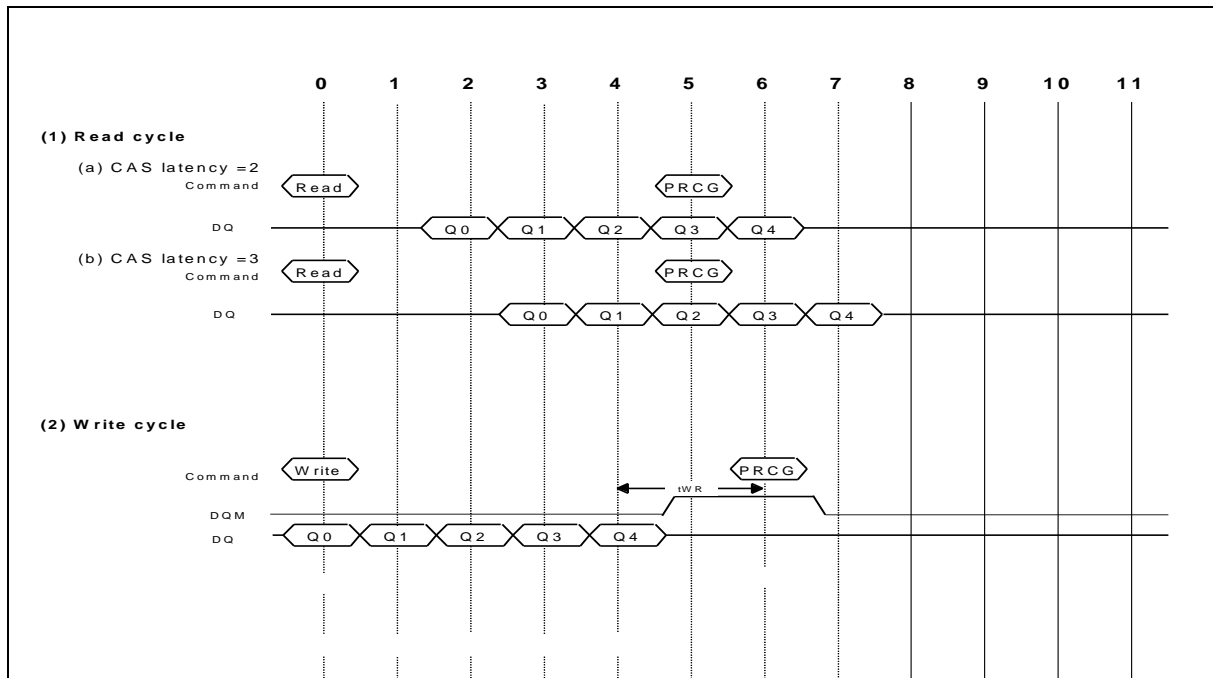 0 1 2 3 4 5 6 7 8 9 10 11
(1) Read cycle
(a) CAS latency =2
Command Read PRCG
DQ Q0 Q1 Q2 Q3 Q4
(b) CAS latency =3
Command Read PRCG
DQ Q0 Q1 Q2 Q3 Q4
(2) Write cycle
Command Write PRCG
tWR
DQM
DQ Q0 Q1 Q2 Q3 Q4